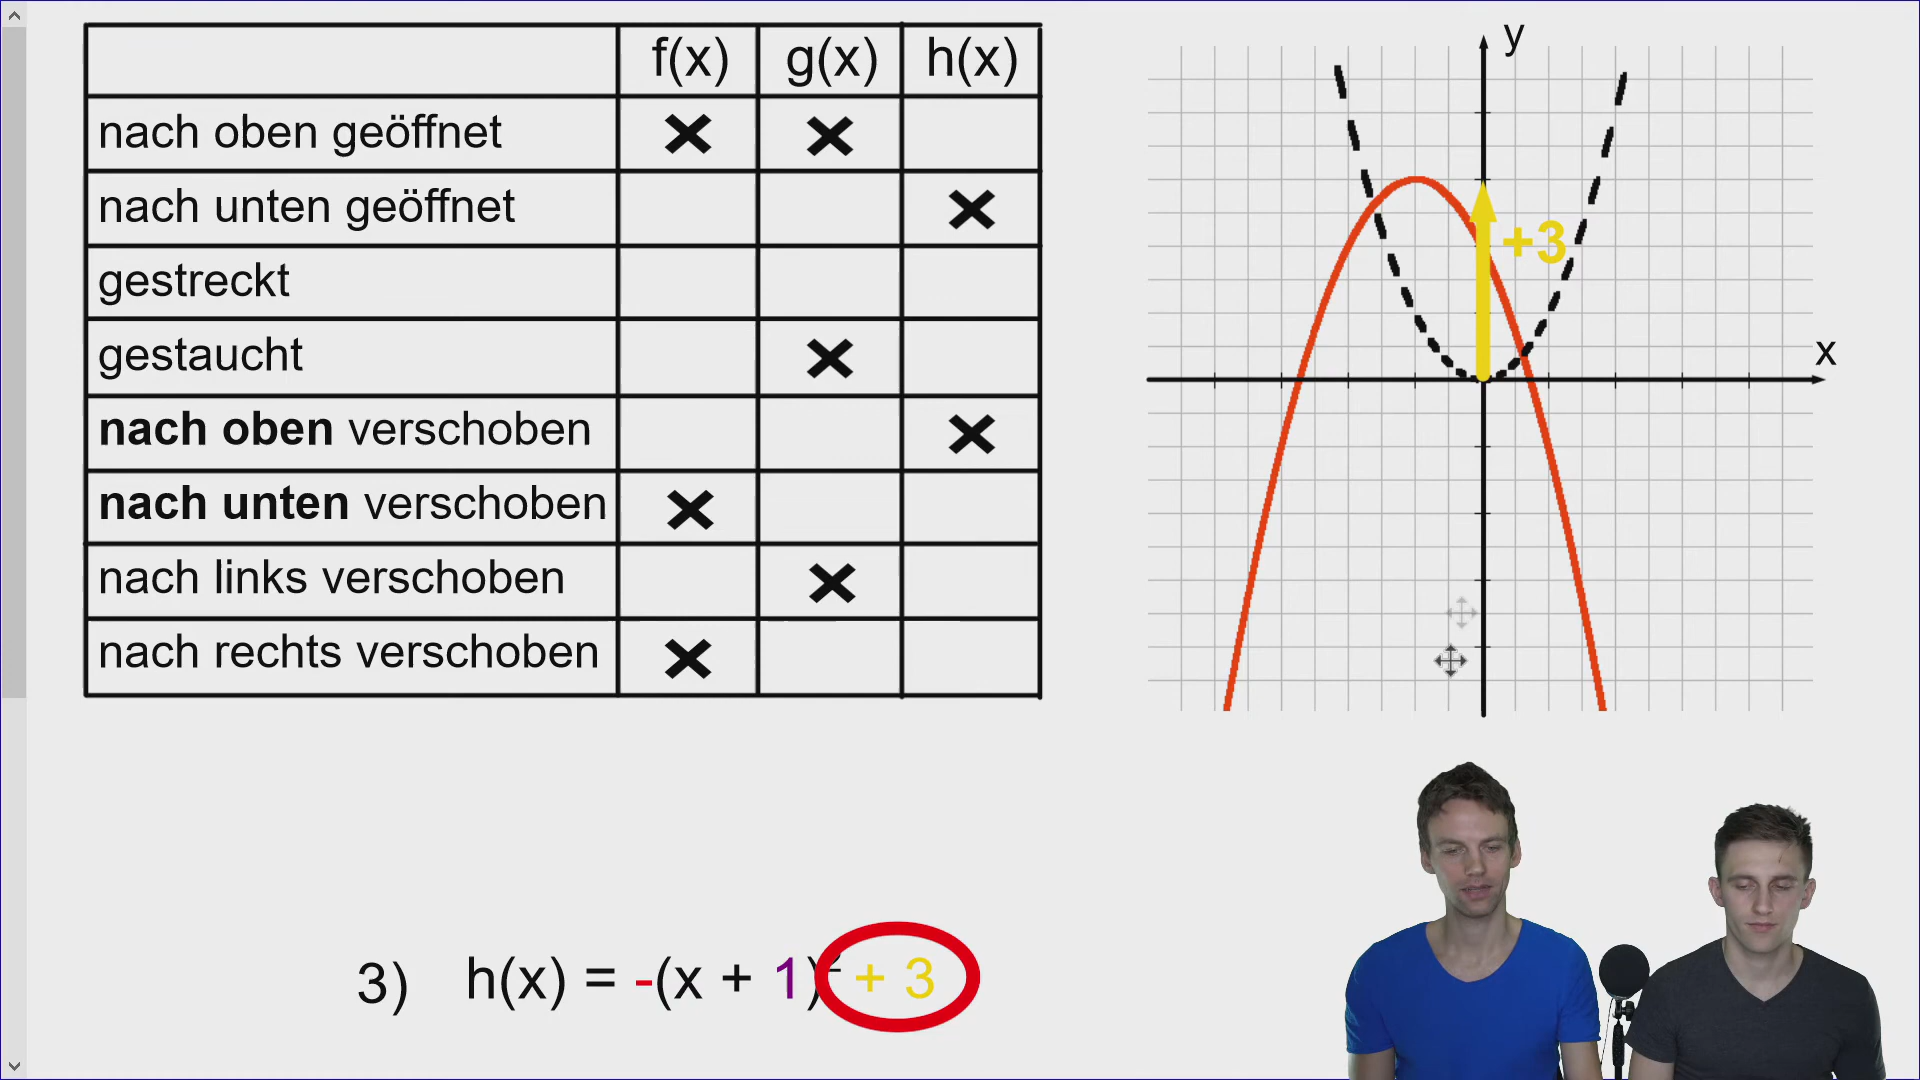 f(x) g(x) h(x)
nach oben geöffnet × ×
nach unten geöffnet ×
gestreckt
gestaucht ×
nach oben verschoben ×
nach unten verschoben ×
nach links verschoben ×
nach rechts verschoben ×
y
+3
x
3) h(x) = -(x + 1)² + 3